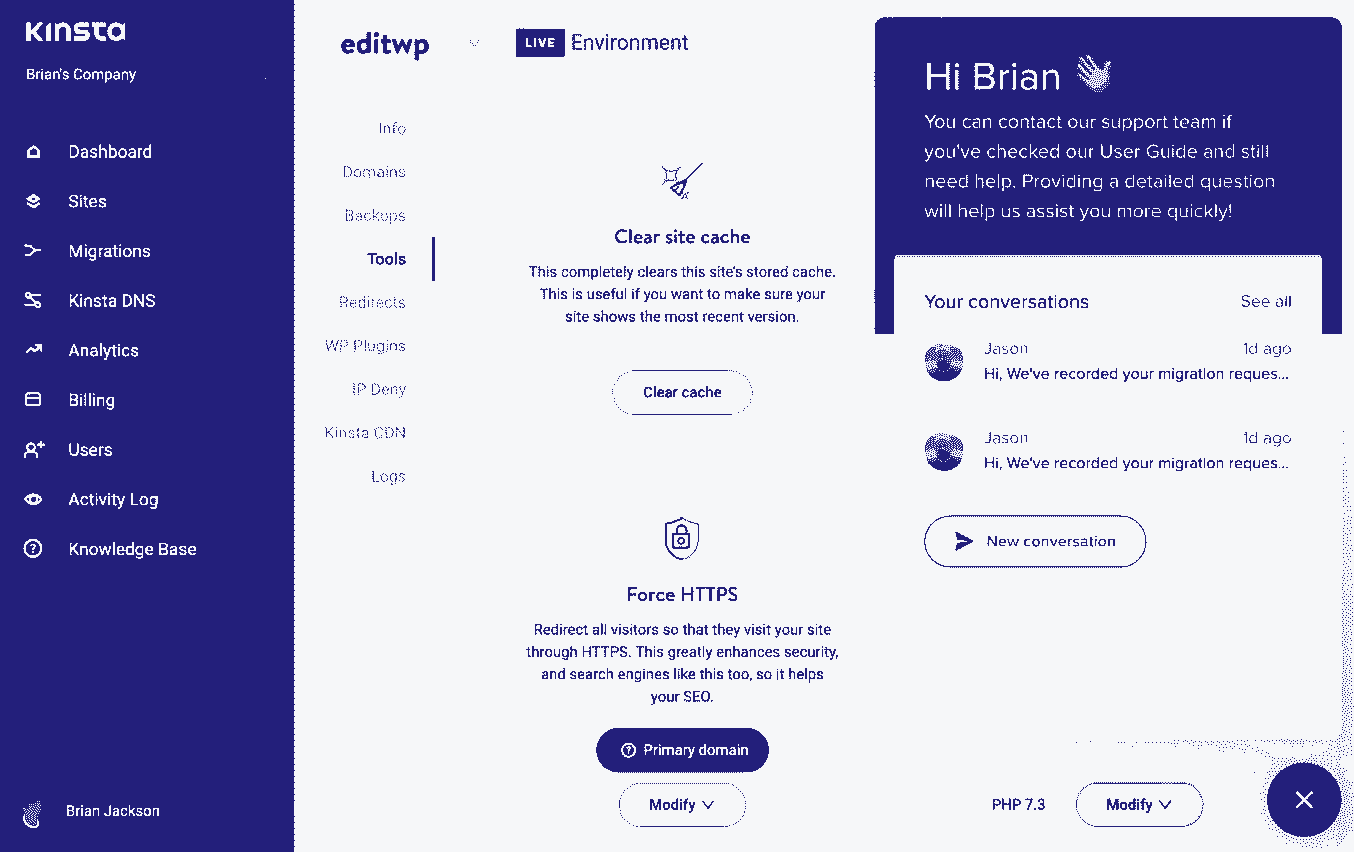 Kinsta
Brian's Company
Dashboard
Sites
Migrations
Kinsta DNS
Analytics
Billing
Users
Activity Log
Knowledge Base
Brian Jackson
editwp
LIVE Environment
Info
Domains
Backups
Tools
Redirects
WP Plugins
IP Deny
Kinsta CDN
Logs
Clear site cache
This completely clears this site's stored cache.
This is useful if you want to make sure your
site shows the most recent version.
Clear cache
Force HTTPS
Redirect all visitors so that they visit your site
through HTTPS. This greatly enhances security,
and search engines like this too, so it helps
your SEO.
Primary domain
Modify
PHP 7.3
Modify
Hi Brian 👋
You can contact our support team if
you've checked our User Guide and still
need help. Providing a detailed question
will help us assist you more quickly!
Your conversations See all
Jason 1d ago
Hi, We've recorded your migration reques...
Jason 1d ago
Hi, We've recorded your migration reques...
New conversation